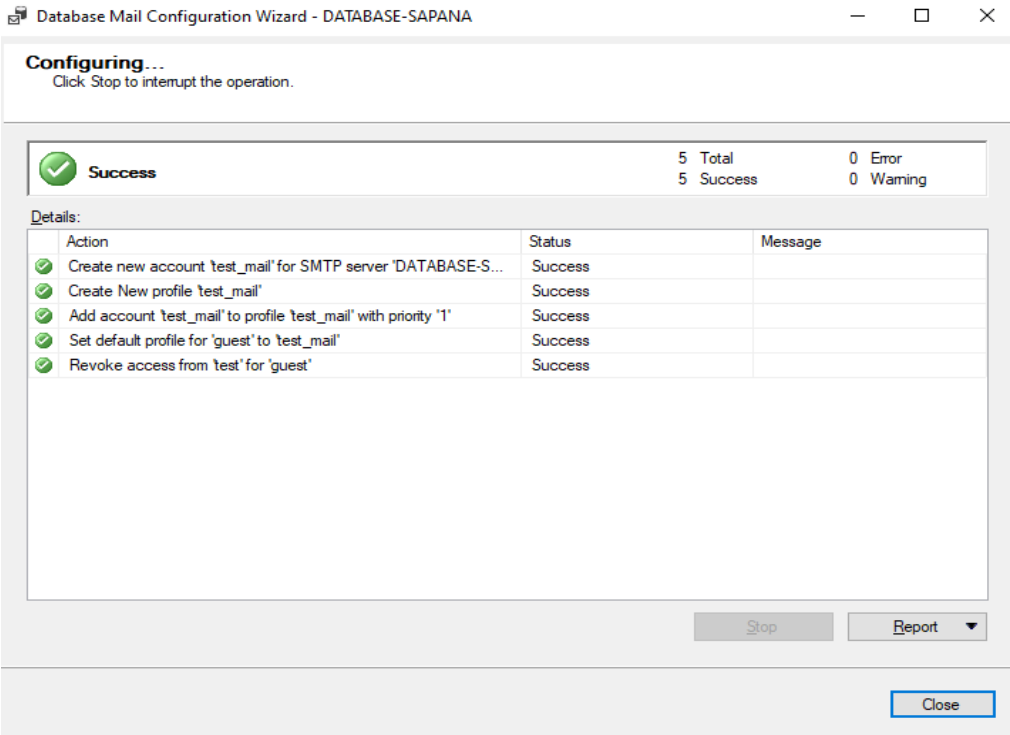 Database Mail Configuration Wizard - DATABASE-SAPANA
Configuring...
Click Stop to interrupt the operation.
Success
5 Total 0 Error
5 Success 0 Warning
Details:
Action Status Message
Create new account 'test_mail' for SMTP server 'DATABASE-S... Success
Create New profile 'test_mail' Success
Add account 'test_mail' to profile 'test_mail' with priority '1' Success
Set default profile for 'guest' to 'test_mail' Success
Revoke access from 'test' for 'guest' Success
Stop Report
Close